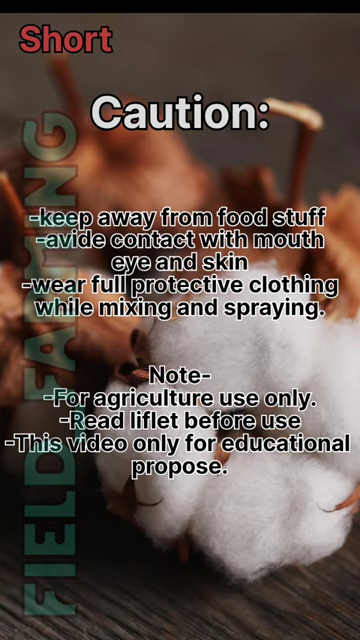 Short
Caution:
-keep away from food stuff
-avide contact with mouth
eye and skin
-wear full protective clothing
while mixing and spraying.
Note-
-For agriculture use only.
-Read liflet before use
-This video only for educational
propose.
FIELD FARMING